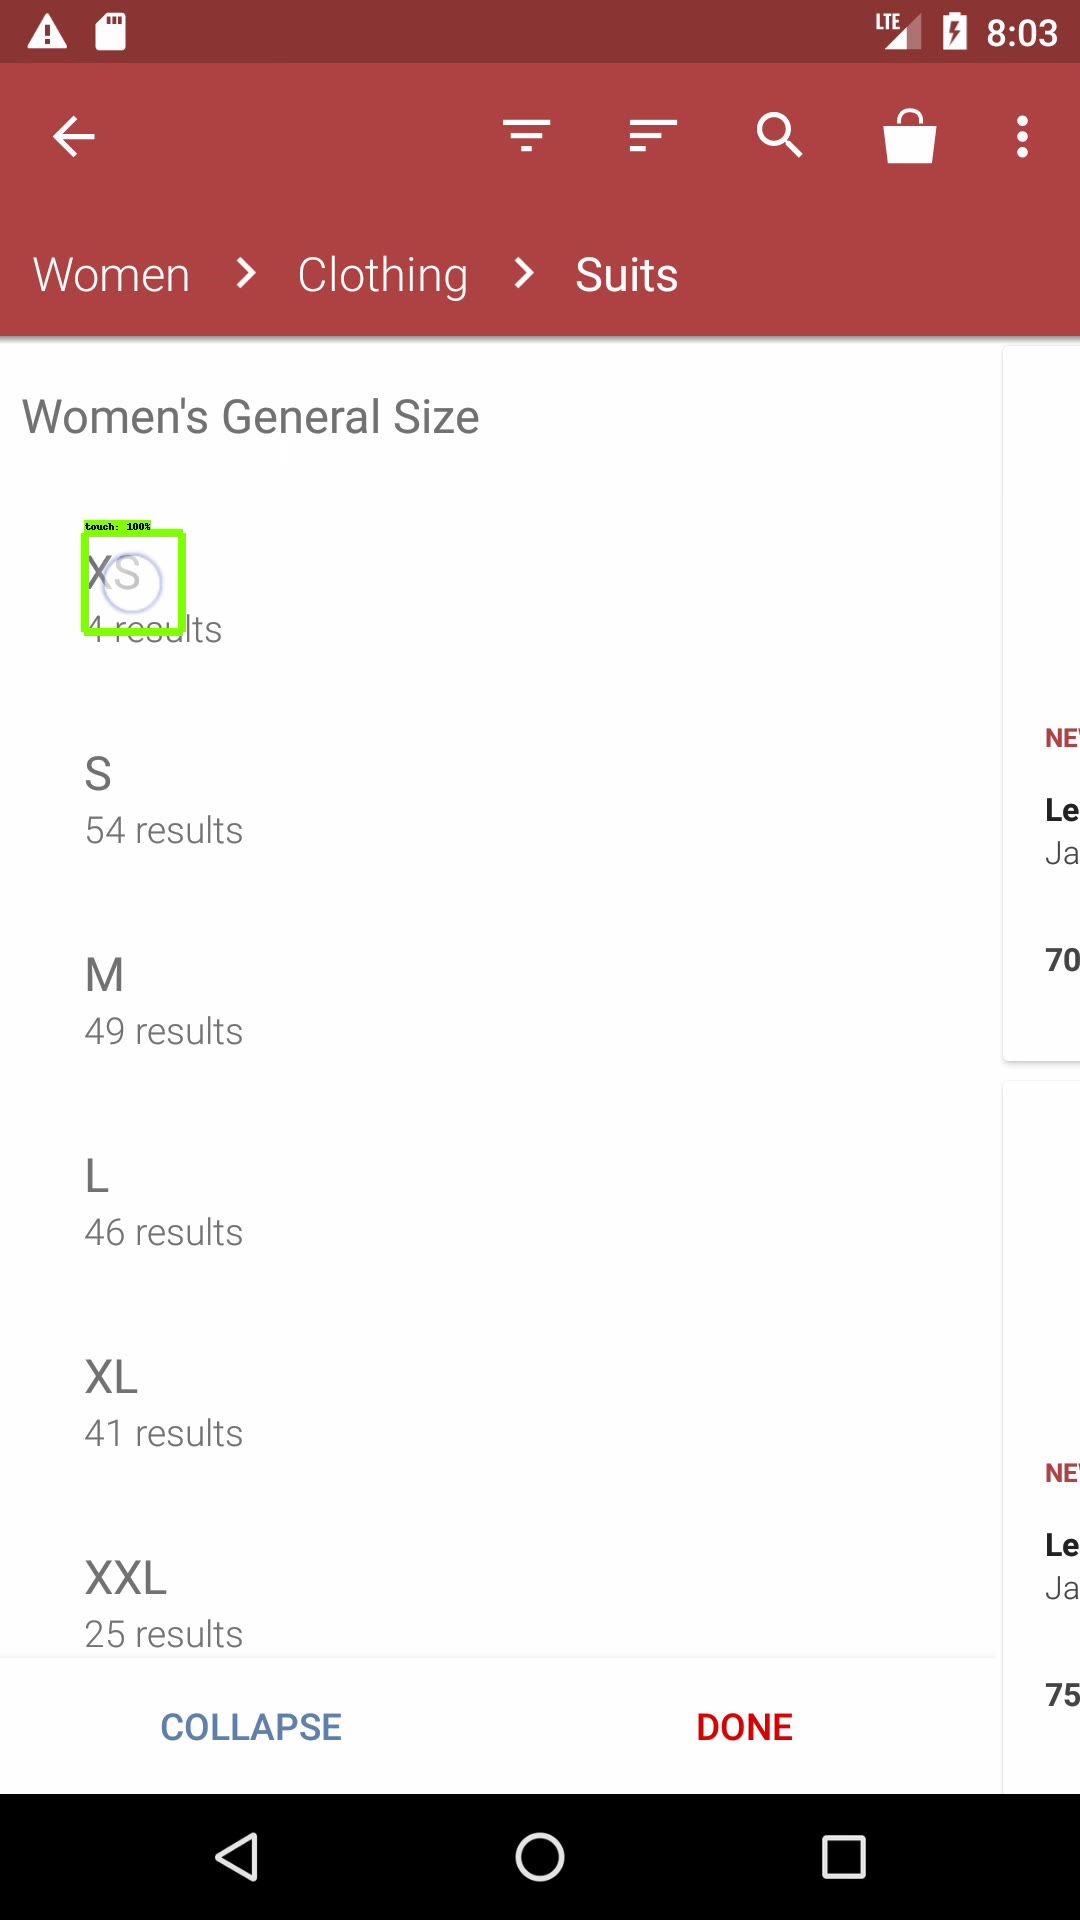 LTE 8:03
Women > Clothing > Suits
Women's General Size
touch: 100%
XS
4 results
S
54 results
M
49 results
L
46 results
XL
41 results
XXL
25 results
COLLAPSE DONE
NE
Le
Ja
70
NE
Le
Ja
75